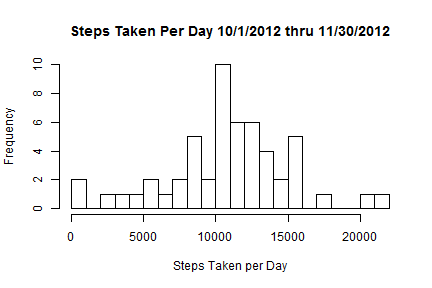 Steps Taken Per Day 10/1/2012 thru 11/30/2012
Frequency
10
8
6
4
2
0
0 5000 10000 15000 20000
Steps Taken per Day